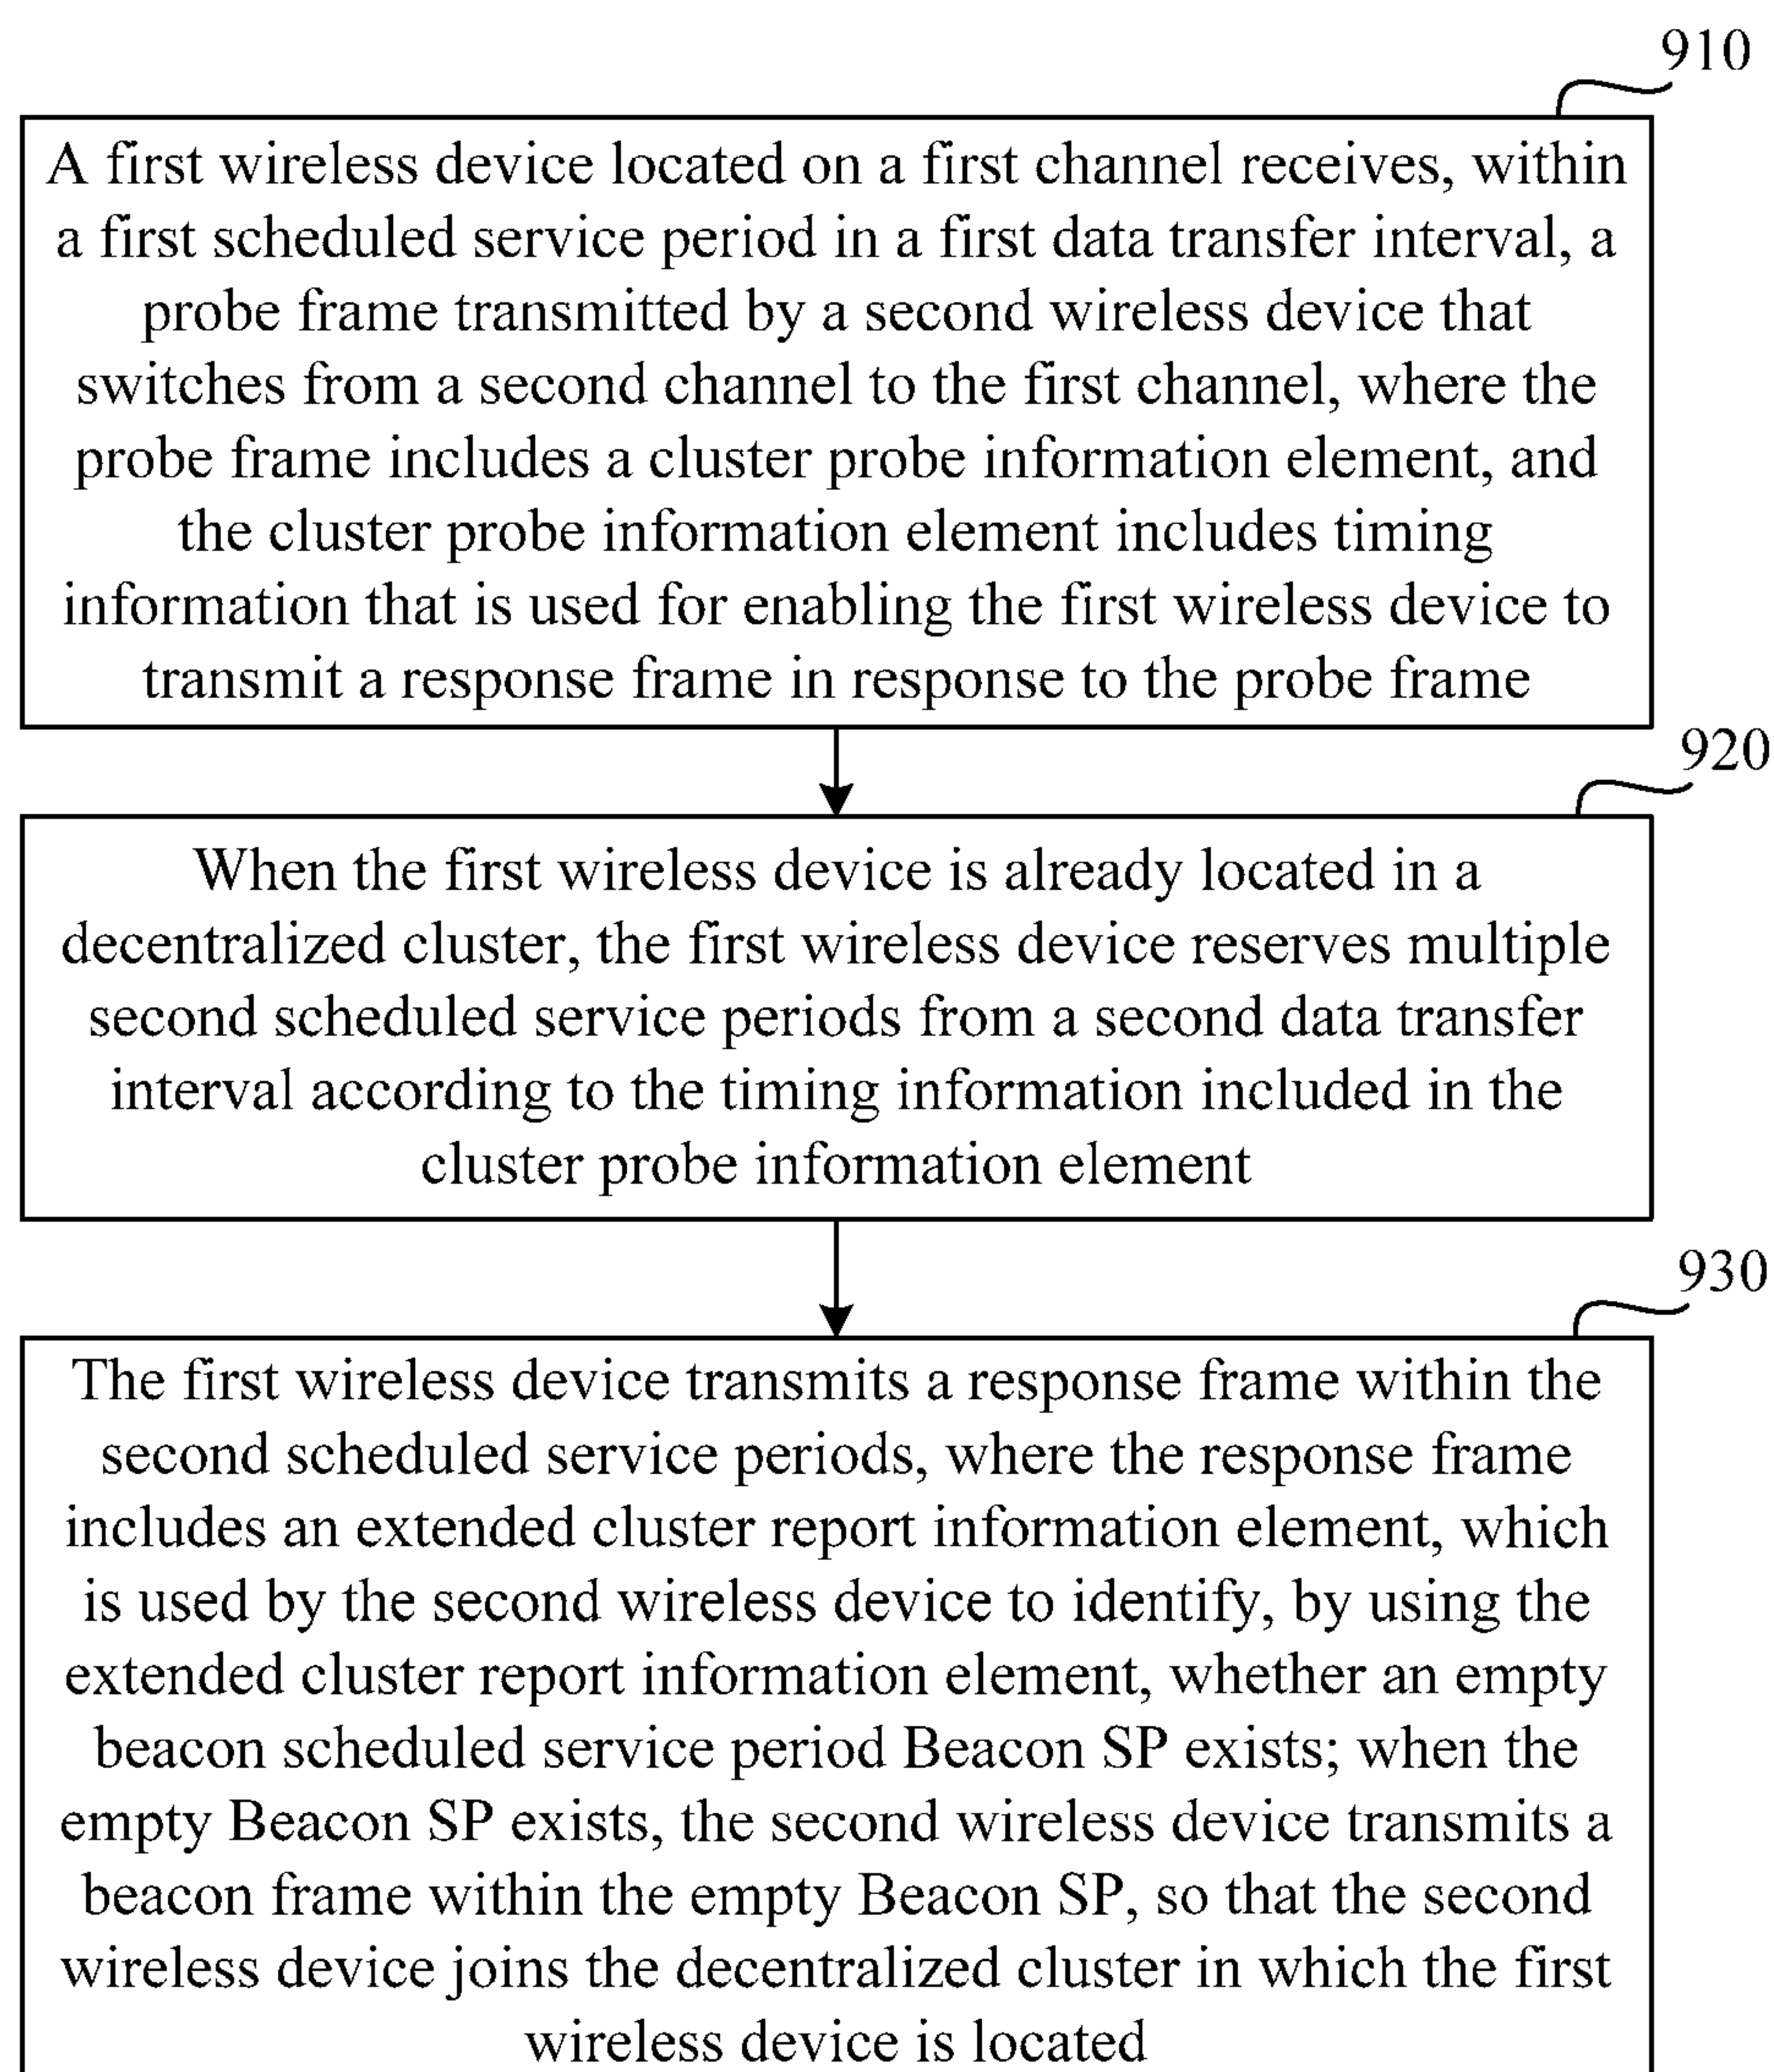 910
A first wireless device located on a first channel receives, within
a first scheduled service period in a first data transfer interval, a
probe frame transmitted by a second wireless device that
switches from a second channel to the first channel, where the
probe frame includes a cluster probe information element, and
the cluster probe information element includes timing
information that is used for enabling the first wireless device to
transmit a response frame in response to the probe frame
920
When the first wireless device is already located in a
decentralized cluster, the first wireless device reserves multiple
second scheduled service periods from a second data transfer
interval according to the timing information included in the
cluster probe information element
930
The first wireless device transmits a response frame within the
second scheduled service periods, where the response frame
includes an extended cluster report information element, which
is used by the second wireless device to identify, by using the
extended cluster report information element, whether an empty
beacon scheduled service period Beacon SP exists; when the
empty Beacon SP exists, the second wireless device transmits a
beacon frame within the empty Beacon SP, so that the second
wireless device joins the decentralized cluster in which the first
wireless device is located